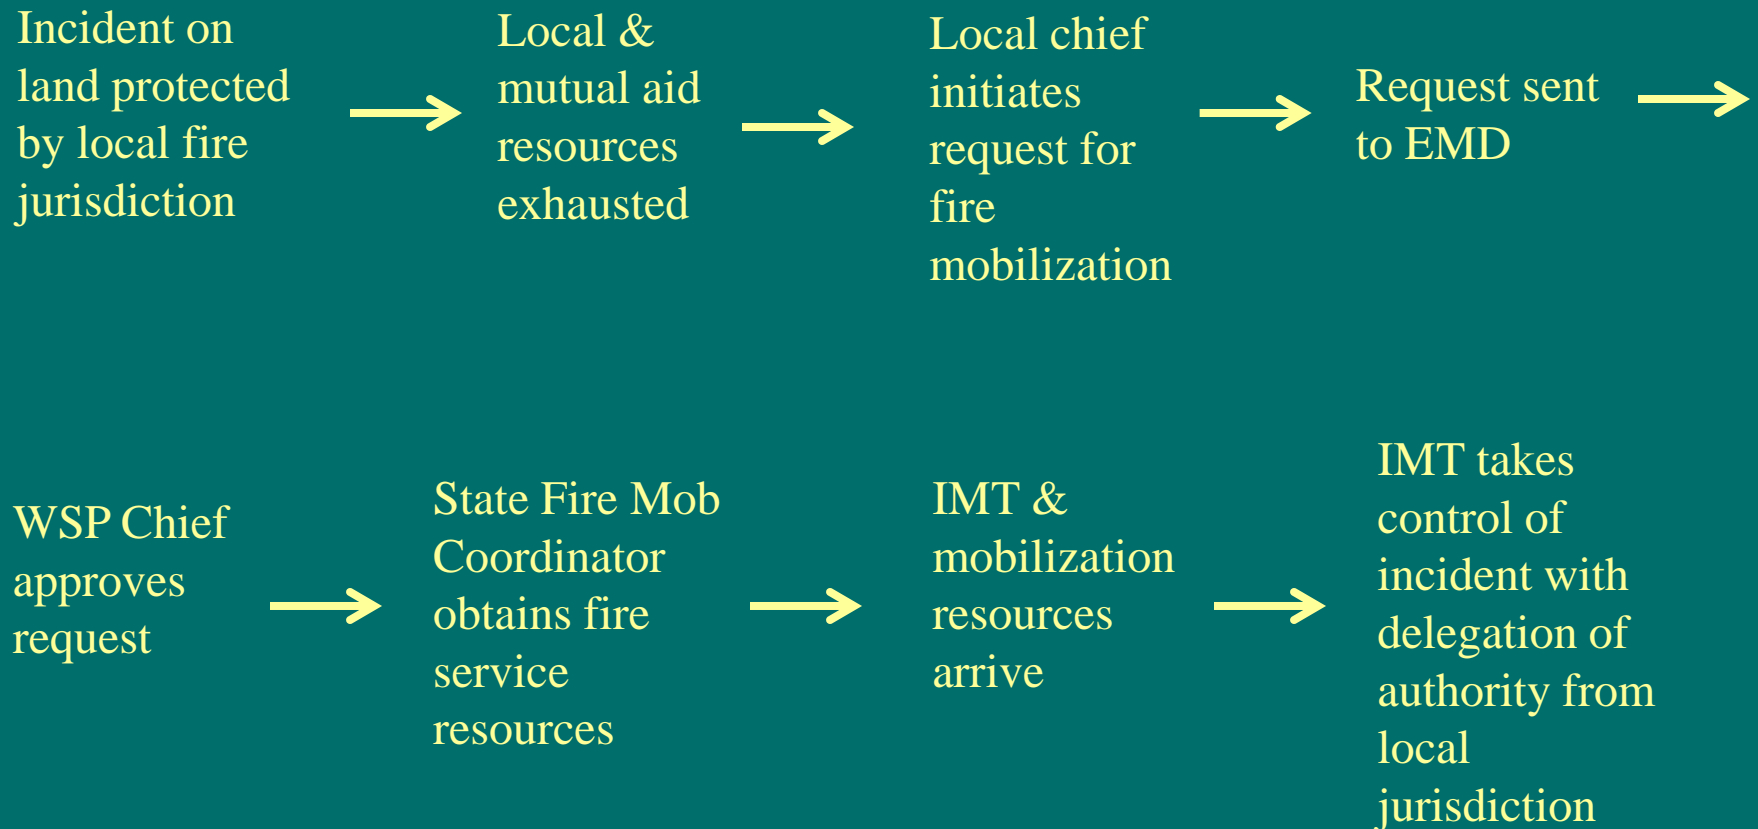 Incident on
land protected
by local fire
jurisdiction
Local &
mutual aid
resources
exhausted
Local chief
initiates
request for
fire
mobilization
Request sent
to EMD
WSP Chief
approves
request
State Fire Mob
Coordinator
obtains fire
service
resources
IMT &
mobilization
resources
arrive
IMT takes
control of
incident with
delegation of
authority from
local
jurisdiction